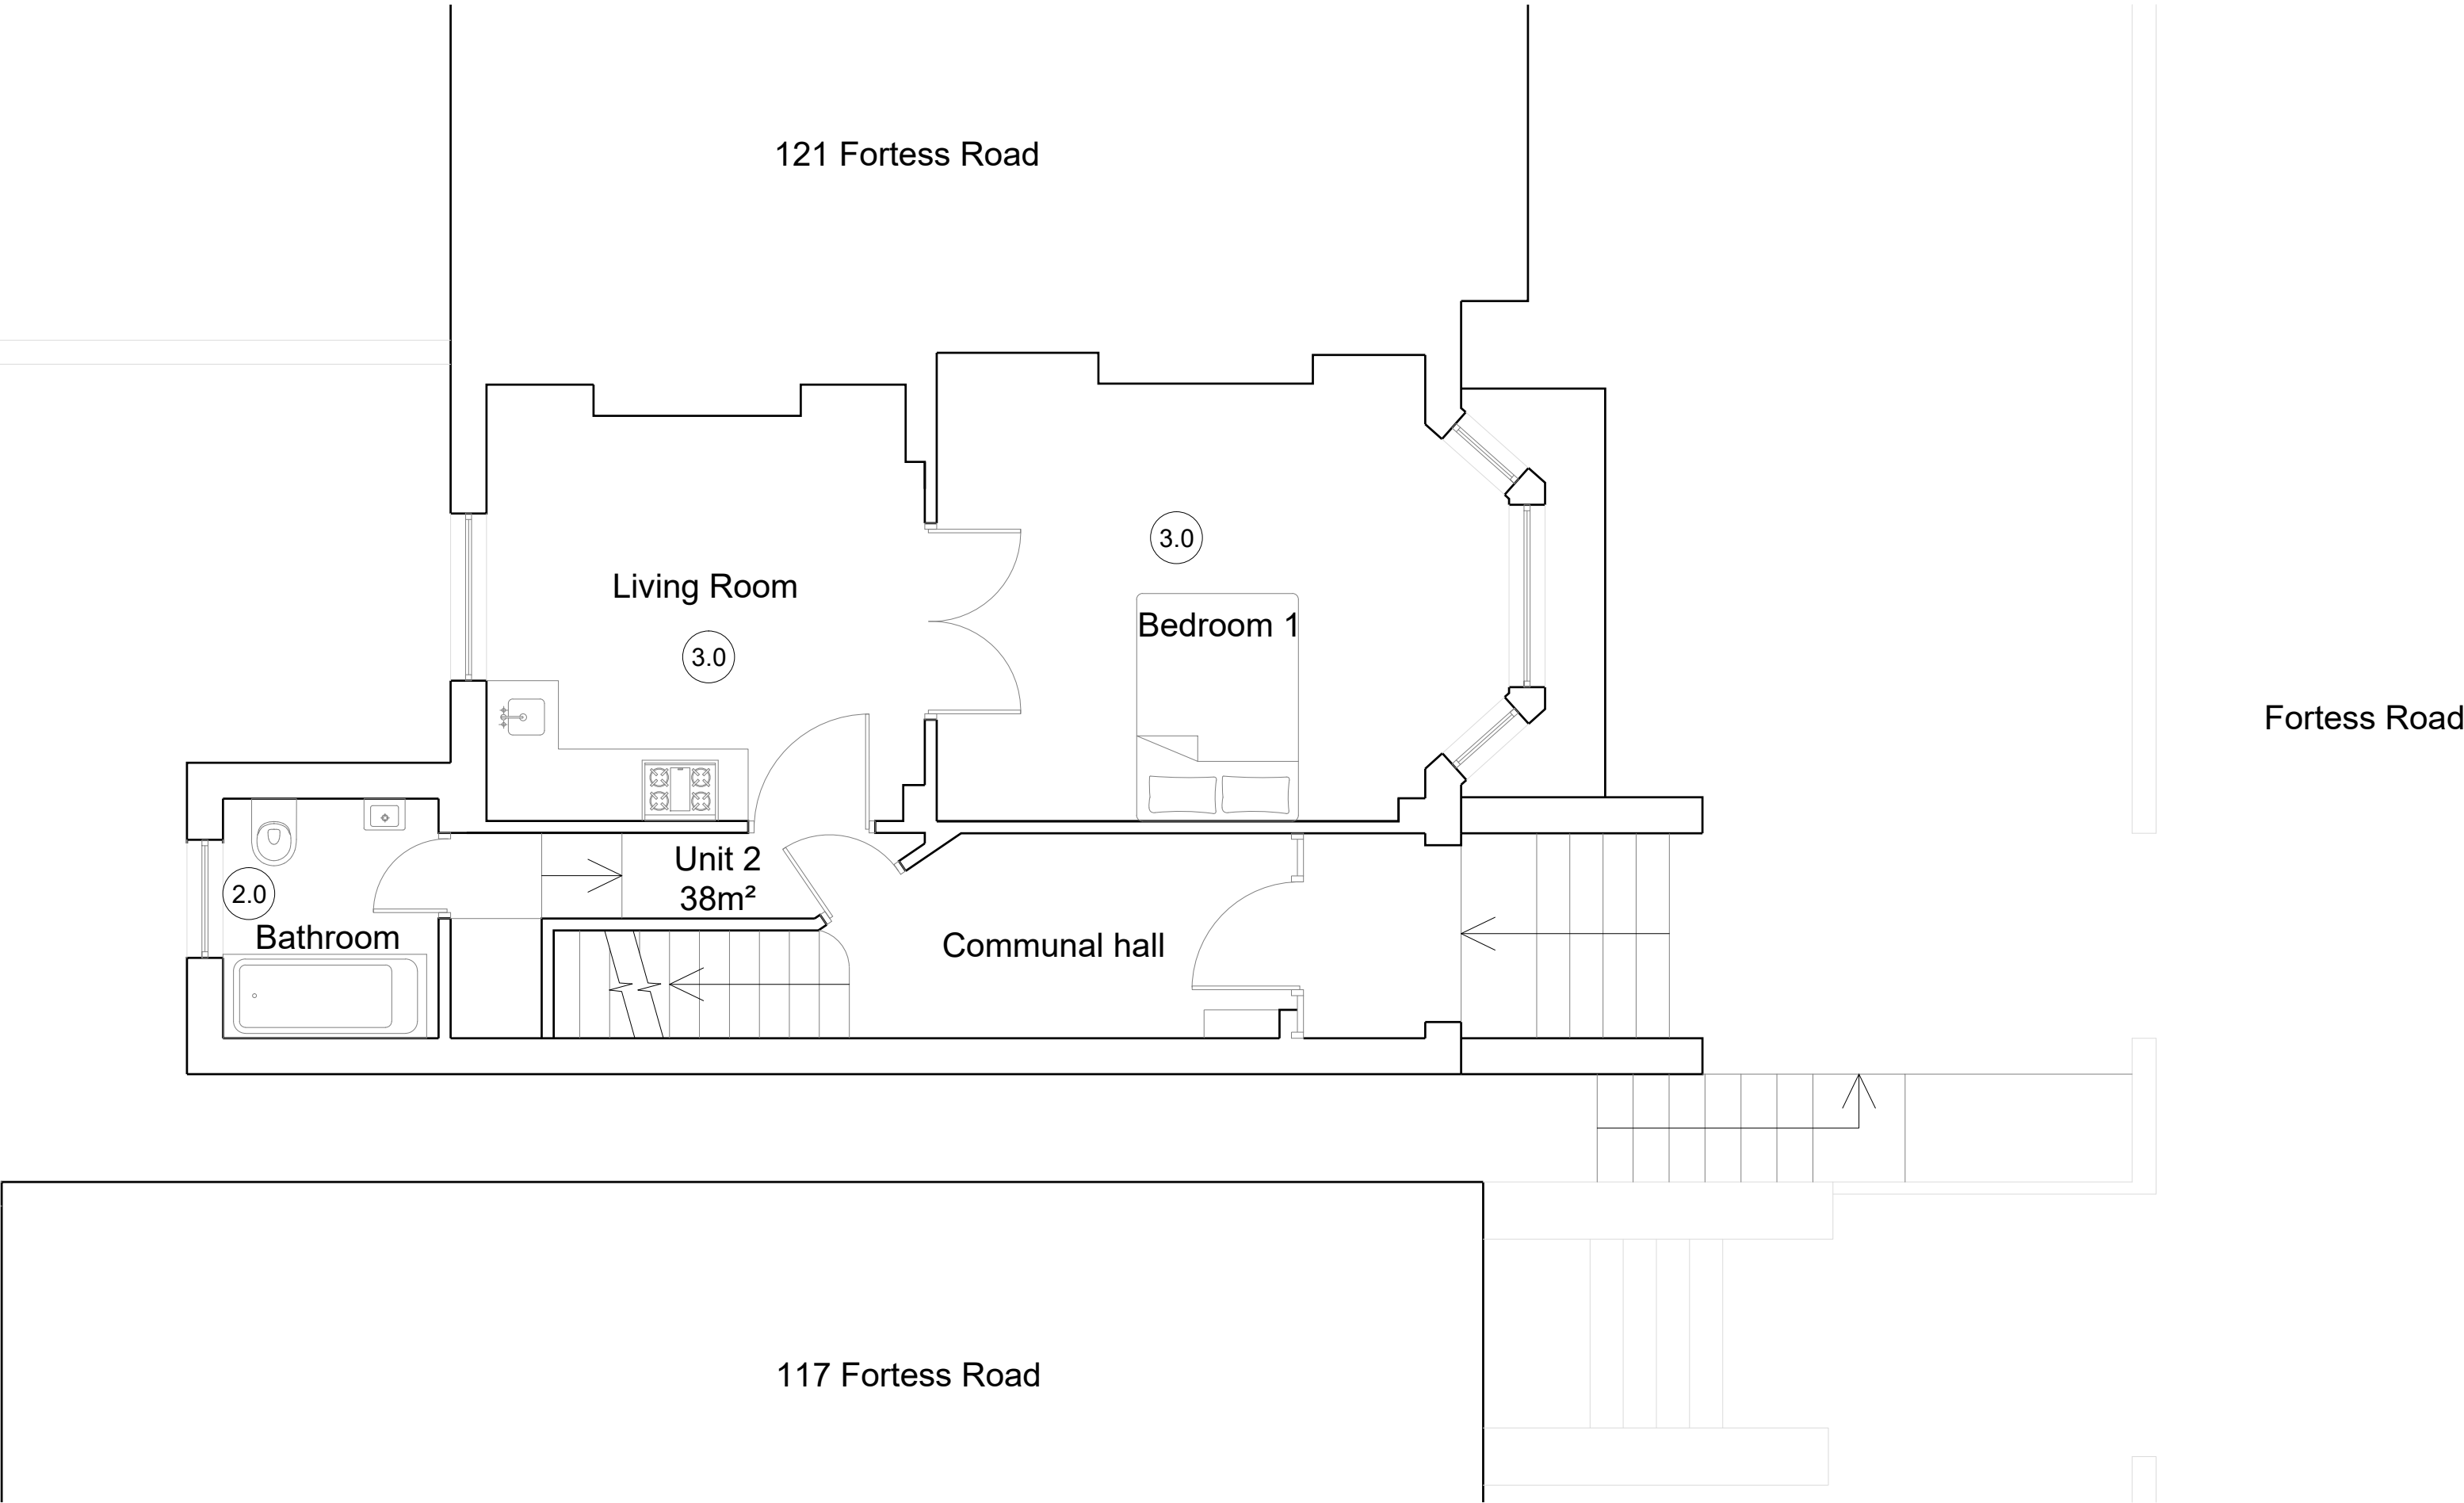 121 Fortess Road
3.0
Living Room
Bedroom 1
3.0
Fortess Road
Unit 2
38m²
2.0
Bathroom
Communal hall
117 Fortess Road